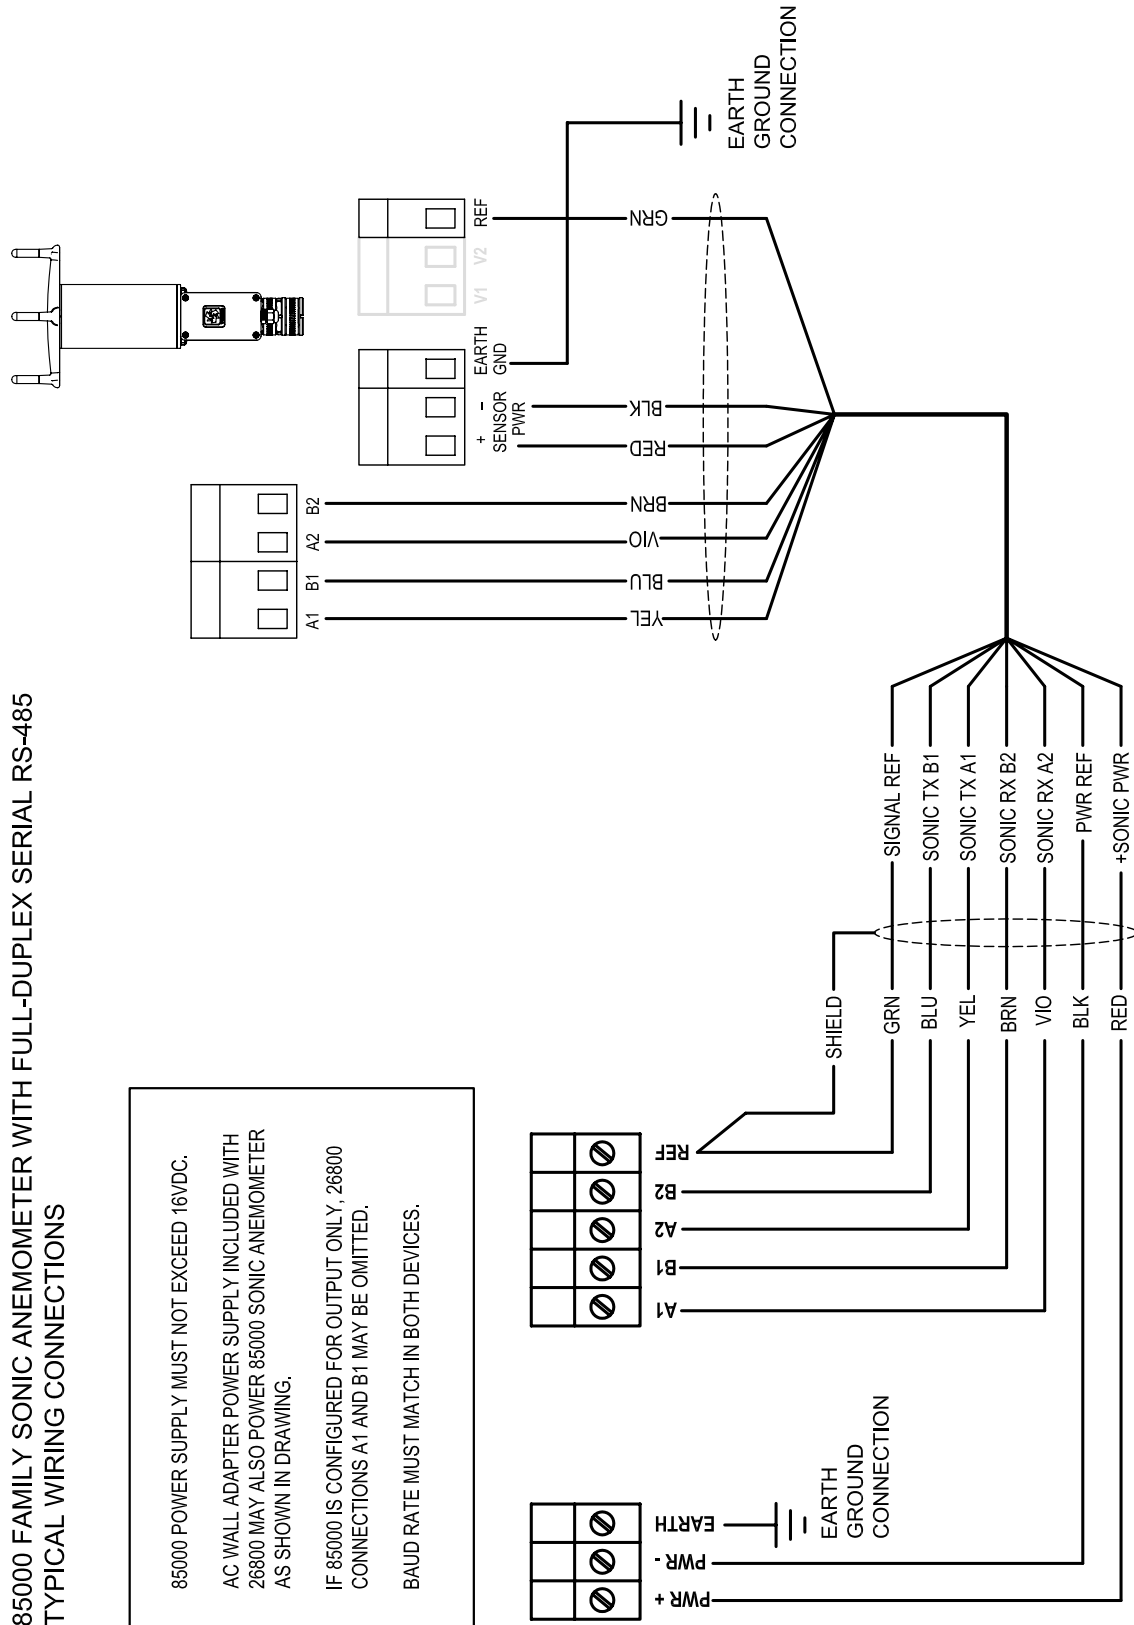 85000 FAMILY SONIC ANEMOMETER WITH FULL-DUPLEX SERIAL RS-485
TYPICAL WIRING CONNECTIONS
85000 POWER SUPPLY MUST NOT EXCEED 16VDC.
AC WALL ADAPTER POWER SUPPLY INCLUDED WITH
26800 MAY ALSO POWER 85000 SONIC ANEMOMETER
AS SHOWN IN DRAWING.
IF 85000 IS CONFIGURED FOR OUTPUT ONLY, 26800
CONNECTIONS A1 AND B1 MAY BE OMITTED.
BAUD RATE MUST MATCH IN BOTH DEVICES.
A1
B1
A2
B2
+
-
SENSOR
PWR
EARTH
GND
V1
V2
REF
YEL
BLU
VIO
BRN
RED
BLK
GRN
EARTH
GROUND
CONNECTION
PWR +
PWR -
EARTH
A1
B1
A2
B2
REF
EARTH
GROUND
CONNECTION
SHIELD
GRN
SIGNAL REF
BLU
SONIC TX B1
YEL
SONIC TX A1
BRN
SONIC RX B2
VIO
SONIC RX A2
BLK
PWR REF
RED
+SONIC PWR